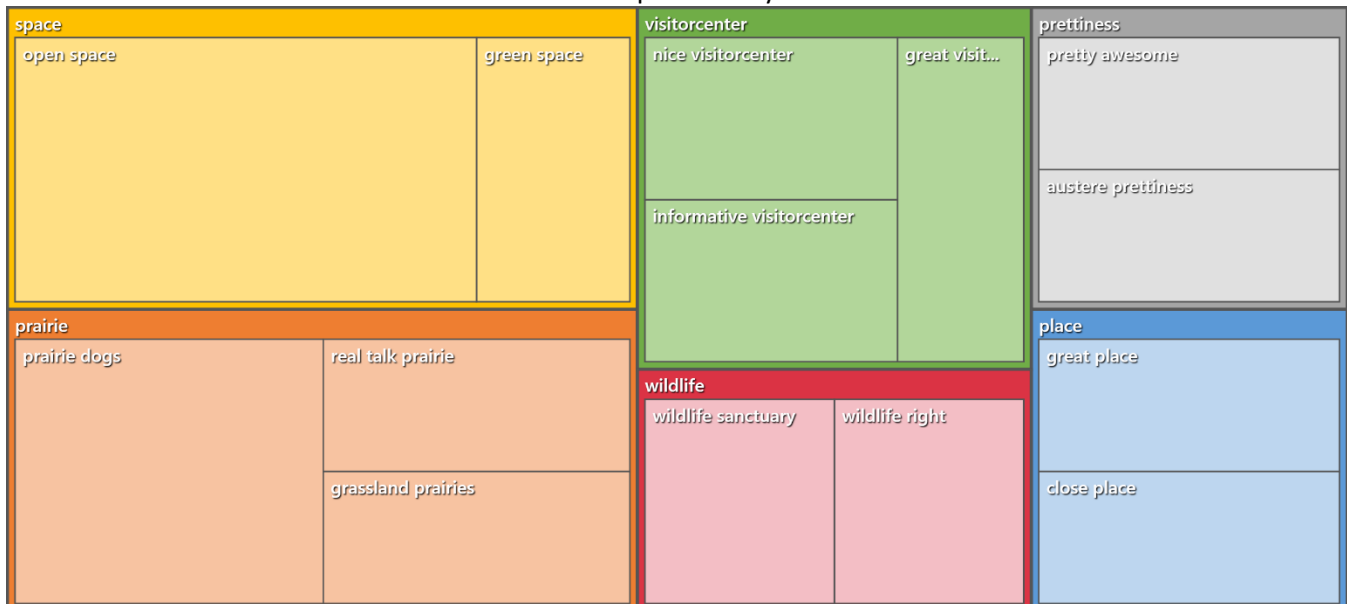 space
open space
green space
visitorcenter
nice visitorcenter
great visit...
informative visitorcenter
prettiness
pretty awesome
austere prettiness
prairie
prairie dogs
real talk prairie
grassland prairies
wildlife
wildlife sanctuary
wildlife right
place
great place
close place